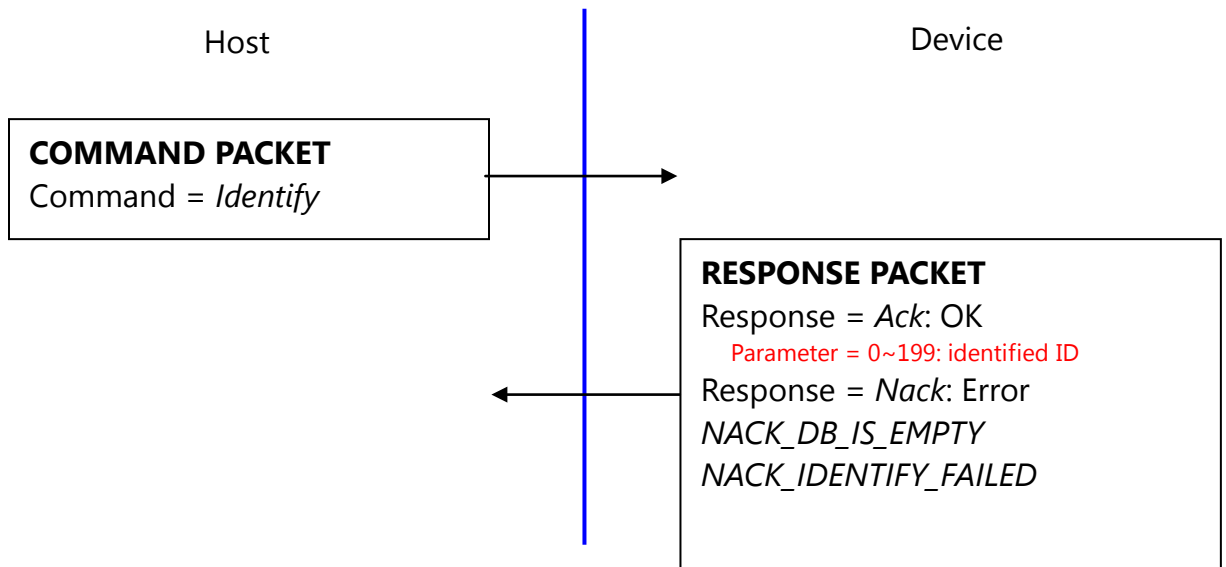 Host
Device
COMMAND PACKET
Command = Identify
RESPONSE PACKET
Response = Ack: OK
Parameter = 0~199: identified ID
Response = Nack: Error
NACK_DB_IS_EMPTY
NACK_IDENTIFY_FAILED